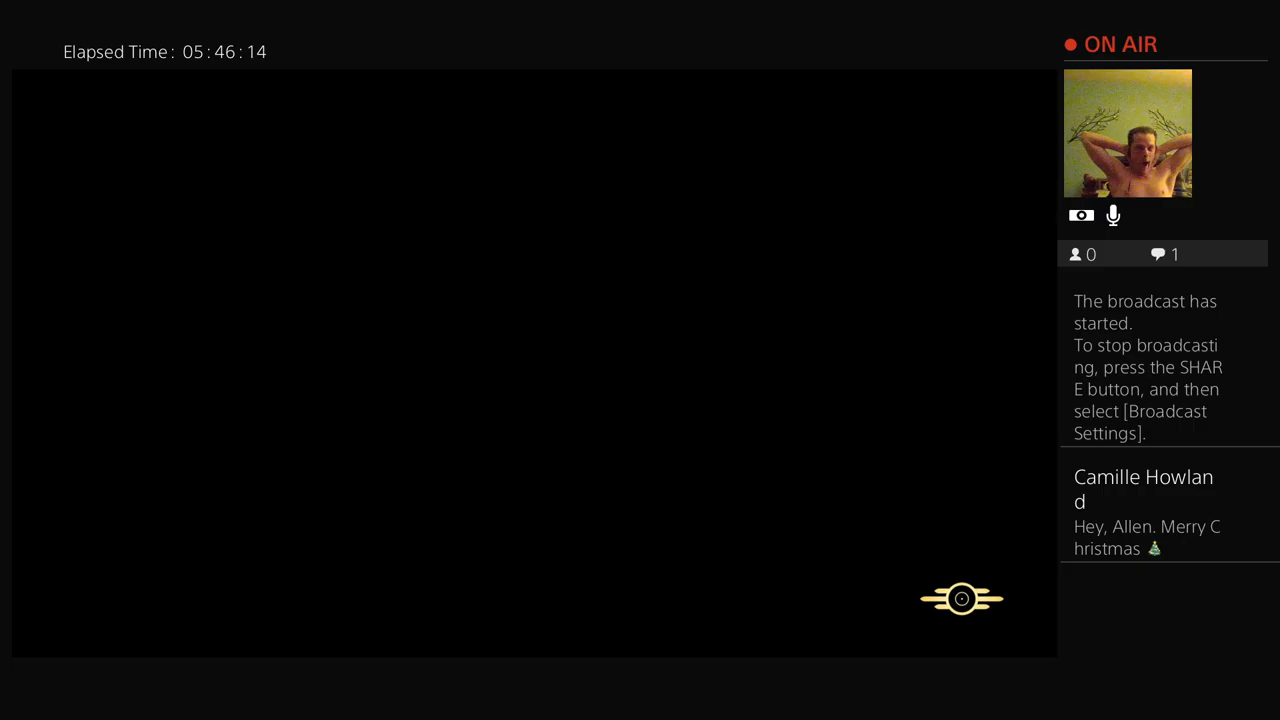 Elapsed Time: 05:46:14
ON AIR
0 1
The broadcast has
started.
To stop broadcasti
ng, press the SHAR
E button, and then
select [Broadcast
Settings].
Camille Howlan
d
Hey, Allen. Merry C
hristmas 🎄